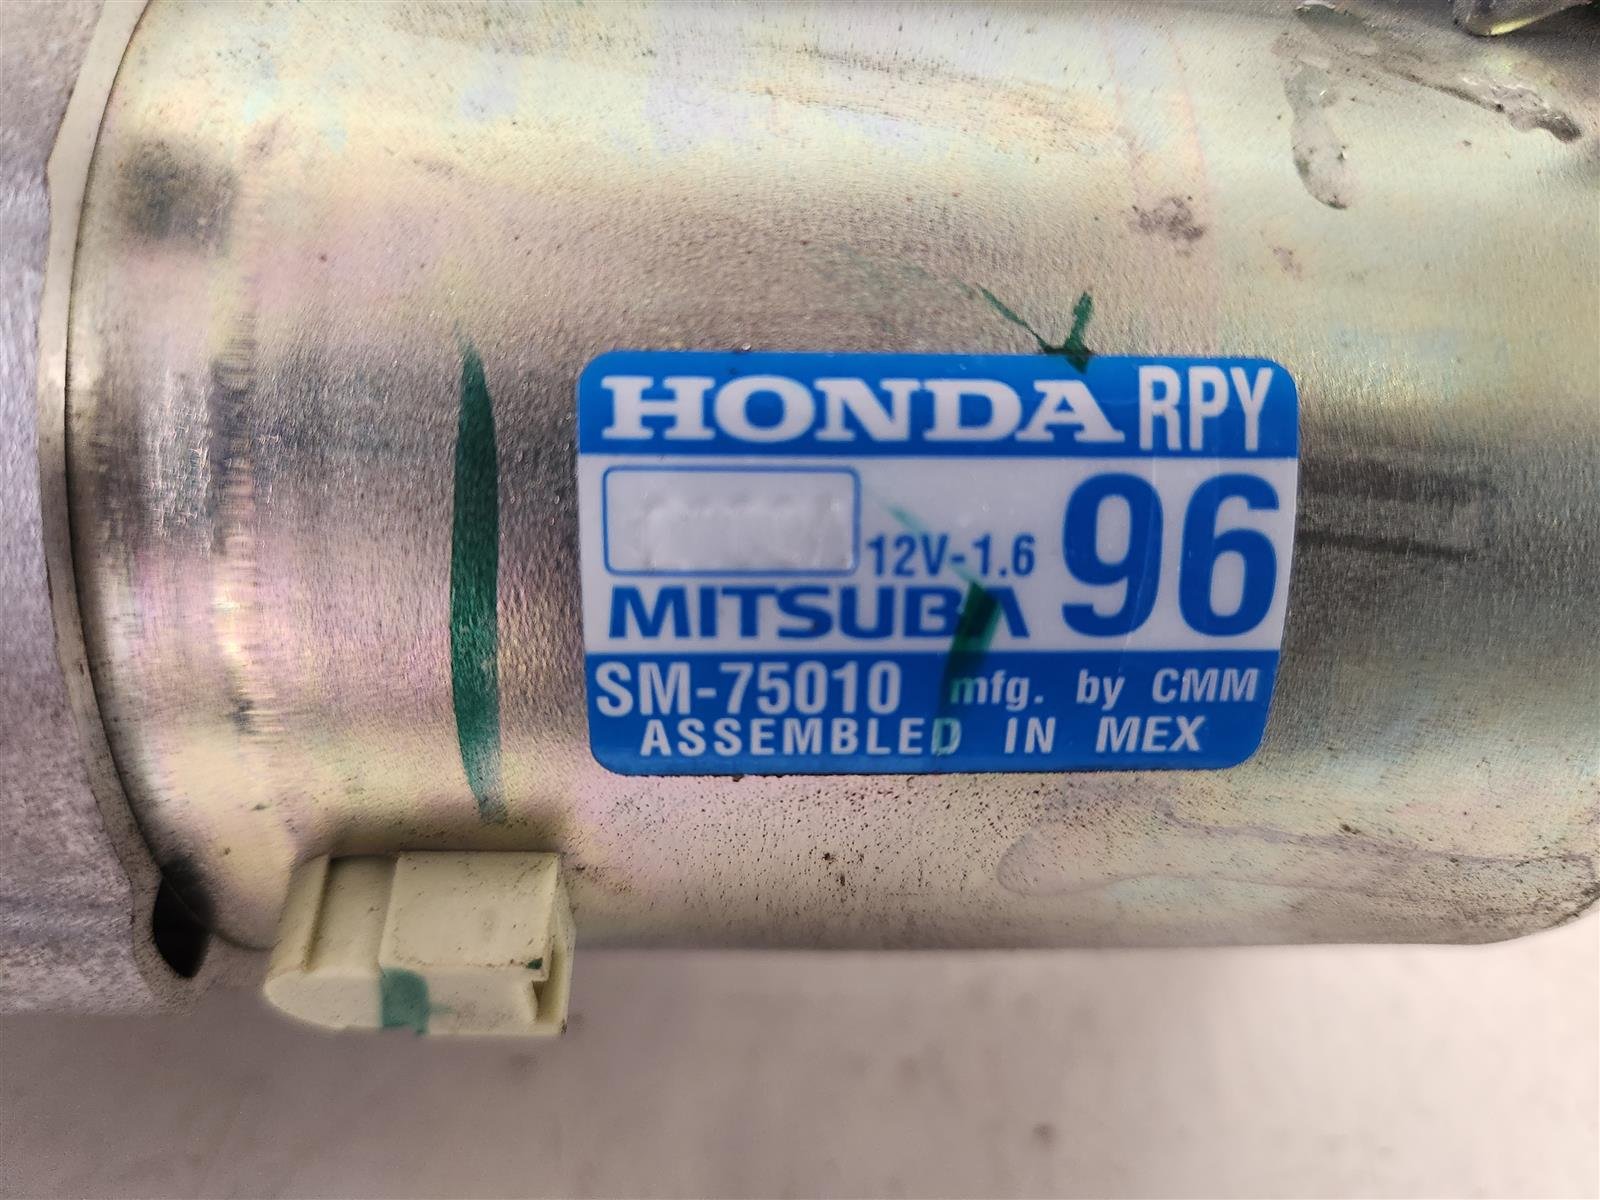 HONDA RPY
12V-1.6 96
MITSUBA
SM-75010 mfg. by CMM
ASSEMBLED IN MEX